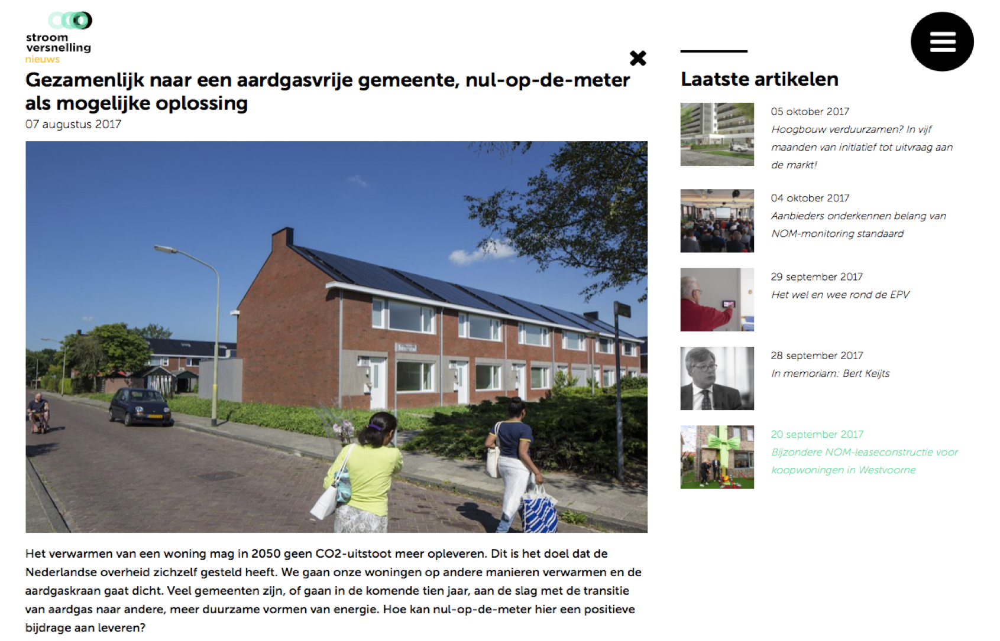 stroom
versnelling
nieuws
Gezamenlijk naar een aardgasvrije gemeente, nul-op-de-meter
als mogelijke oplossing
07 augustus 2017
Het verwarmen van een woning mag in 2050 geen CO2-uitstoot meer opleveren. Dit is het doel dat de
Nederlandse overheid zichzelf gesteld heeft. We gaan onze woningen op andere manieren verwarmen en de
aardgaskraan gaat dicht. Veel gemeenten zijn, of gaan in de komende tien jaar, aan de slag met de transitie
van aardgas naar andere, meer duurzame vormen van energie. Hoe kan nul-op-de-meter hier een positieve
bijdrage aan leveren?
Laatste artikelen
05 oktober 2017
Hoogbouw verduurzamen? In vijf
maanden van initiatief tot uitvraag aan
de markt!
04 oktober 2017
Aanbieders onderkennen belang van
NOM-monitoring standaard
29 september 2017
Het wel en wee rond de EPV
28 september 2017
In memoriam: Bert Keijts
20 september 2017
Bijzondere NOM-leaseconstructie voor
koopwoningen in Westvoorne